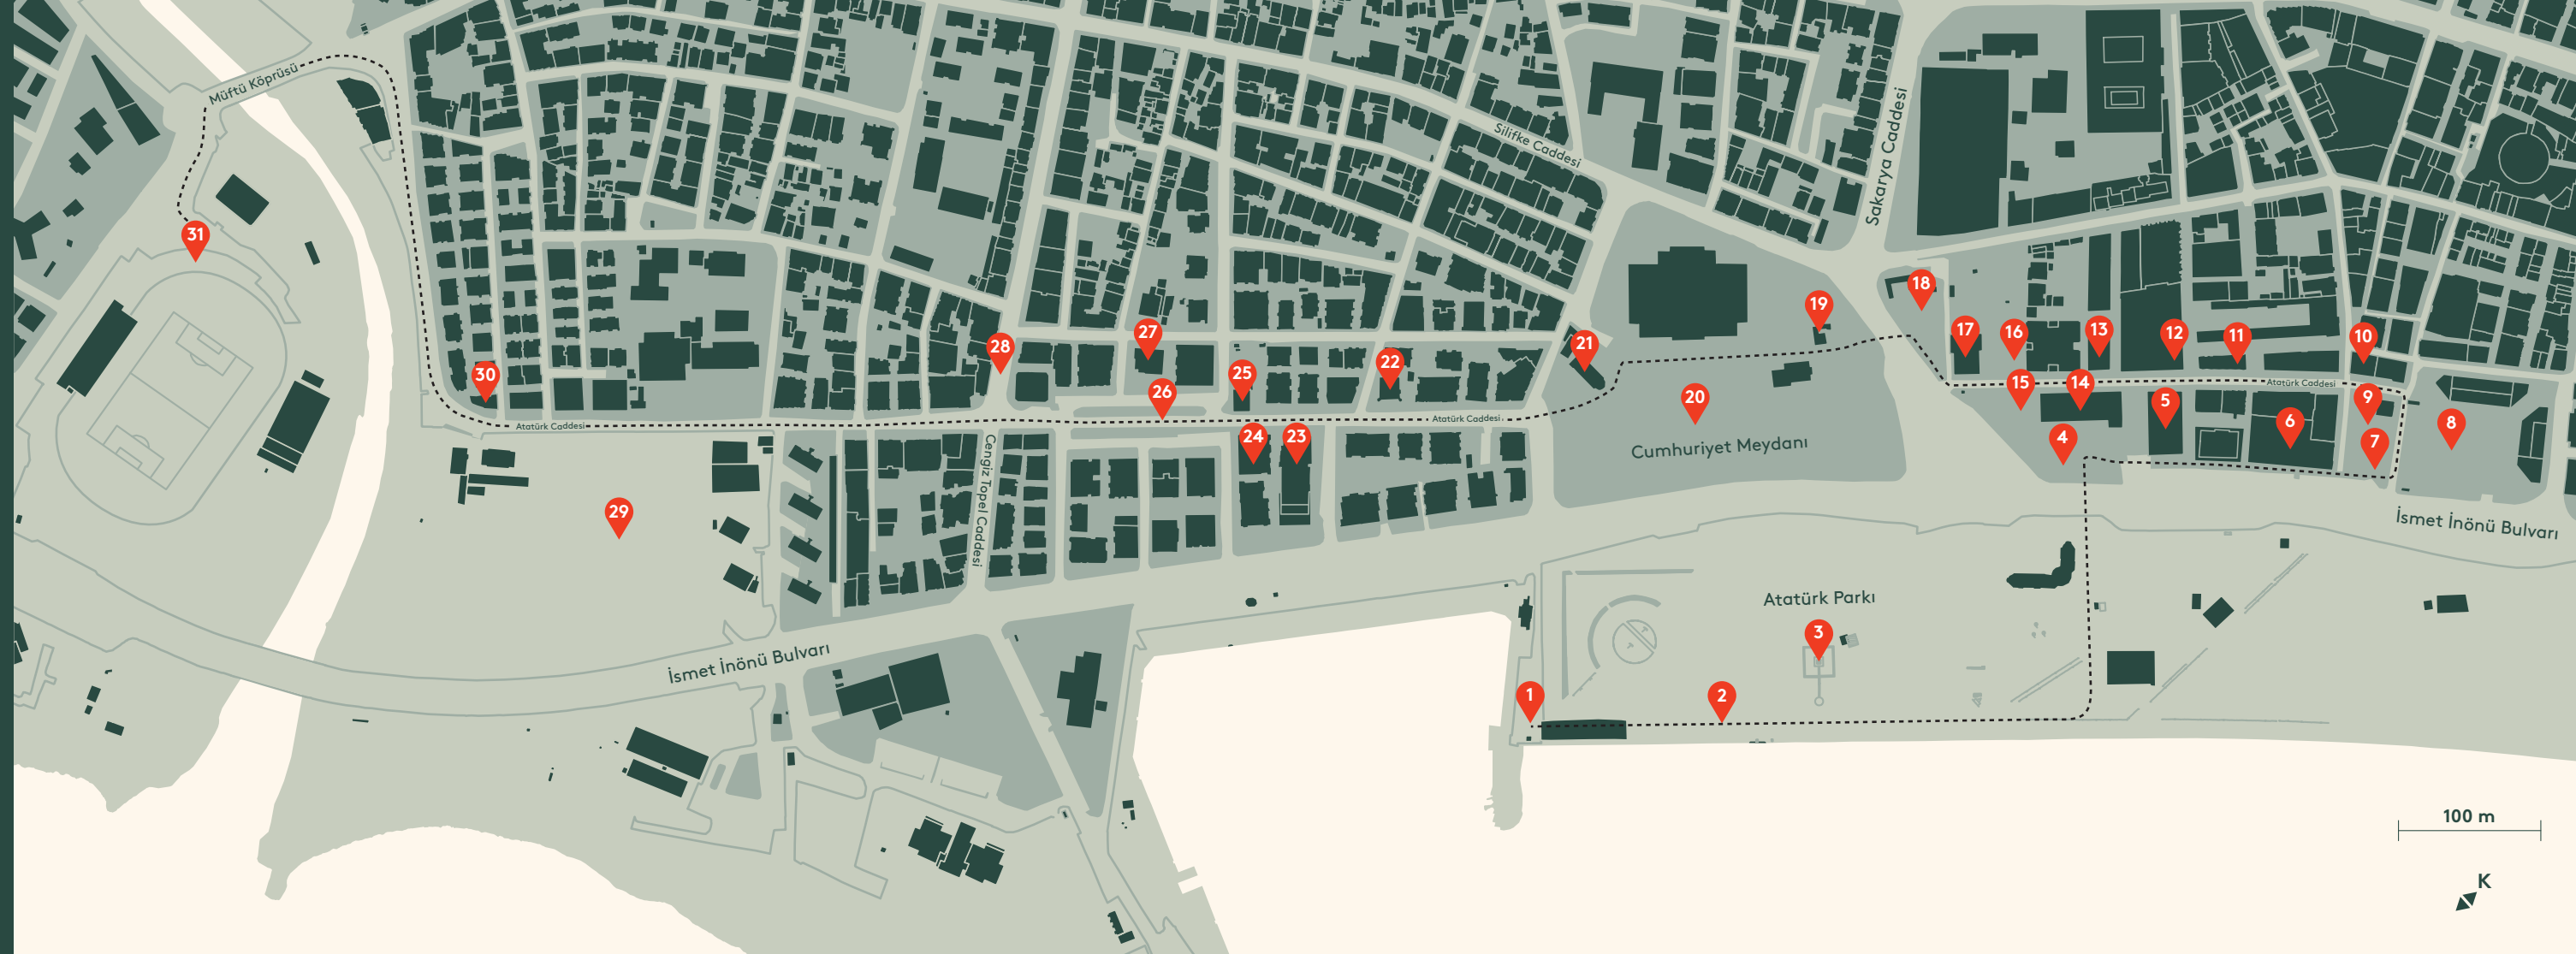 Müftü Köprüsü
Silifke Caddesi
Sakarya Caddesi
31
18
19
28
27
21
17
16
13
12
11
10
30
25
26
22
20
15
14
5
9
6
8
Atatürk Caddesi
Atatürk Caddesi
Atatürk Caddesi
24
23
4
7
Cumhuriyet Meydanı
Cengiz Topel Caddesi
29
İsmet İnönü Bulvarı
Atatürk Parkı
3
İsmet İnönü Bulvarı
1
2
100 m
K